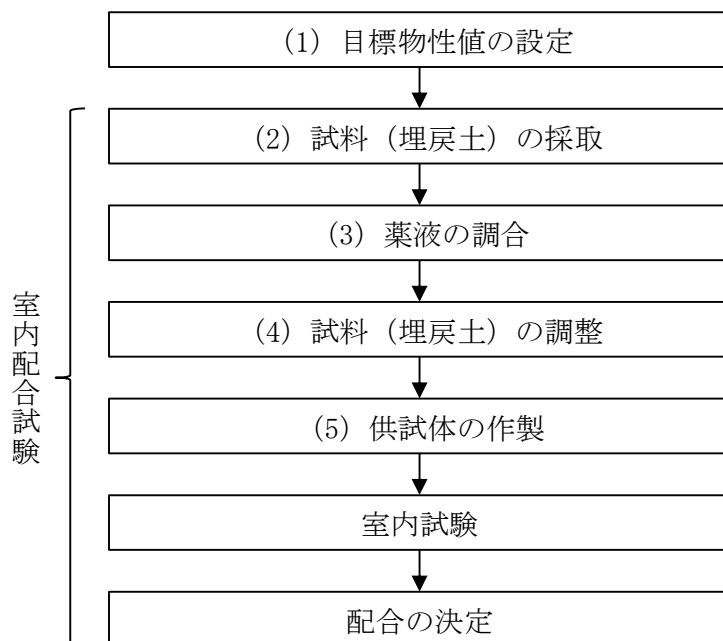 (1) 目標物性値の設定
(2) 試料（埋戻土）の採取
(3) 薬液の調合
(4) 試料（埋戻土）の調整
(5) 供試体の作製
室内試験
配合の決定
室内配合試験